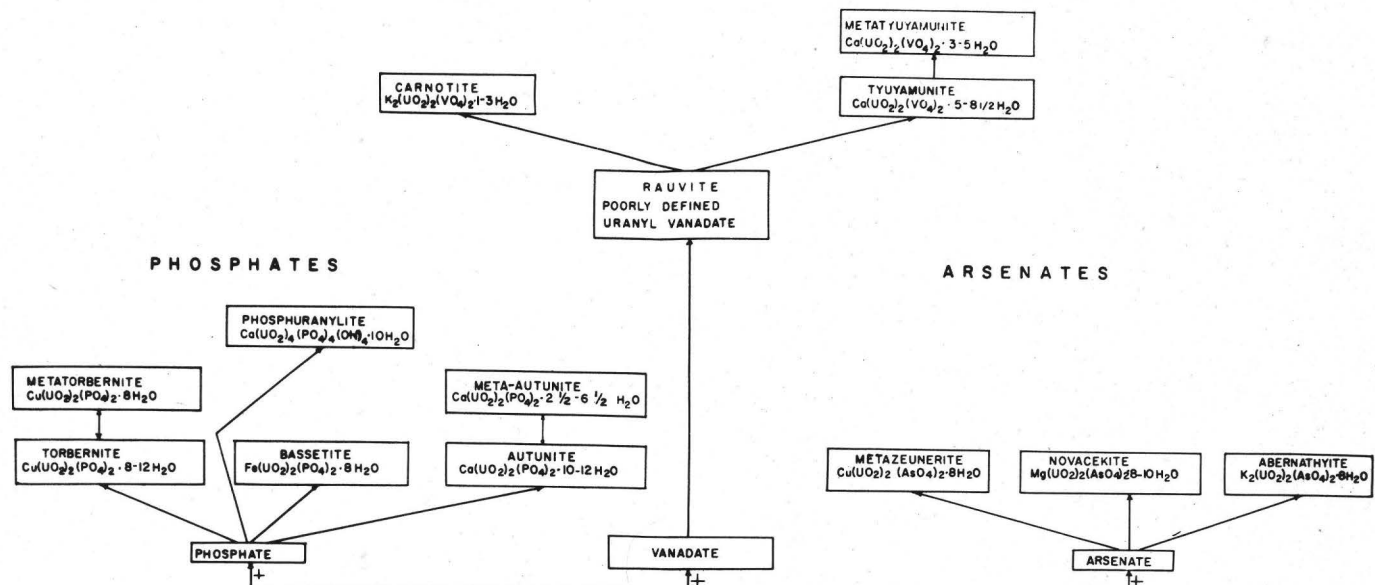 METATYUYAMUNITE
Ca(UO₂)₂(VO₄)₂·3-5H₂O
CARNOTITE
K₂(UO₂)₂(VO₄)₂·1-3H₂O
TYUYAMUNITE
Ca(UO₂)₂(VO₄)₂·5-8 1/2 H₂O
RAUVITE
POORLY DEFINED
URANYL VANADATE
PHOSPHATES
ARSENATES
PHOSPHURANYLITE
Ca(UO₂)₄(PO₄)₄(OH)₄·10H₂O
METATORBERNITE
Cu(UO₂)₂(PO₄)₂·8H₂O
META-AUTUNITE
Ca(UO₂)₂(PO₄)₂·2 1/2-6 1/2 H₂O
TORBERNITE
Cu(UO₂)₂(PO₄)₂·8-12H₂O
BASSETITE
Fe(UO₂)₂(PO₄)₂·8H₂O
AUTUNITE
Ca(UO₂)₂(PO₄)₂·10-12H₂O
METAZEUNERITE
Cu(UO₂)₂(AsO₄)₂·8H₂O
NOVACEKITE
Mg(UO₂)₂(AsO₄)₂·8-10H₂O
ABERNATHYITE
K₂(UO₂)₂(AsO₄)₂·8H₂O
PHOSPHATE
VANADATE
ARSENATE
+
+
+